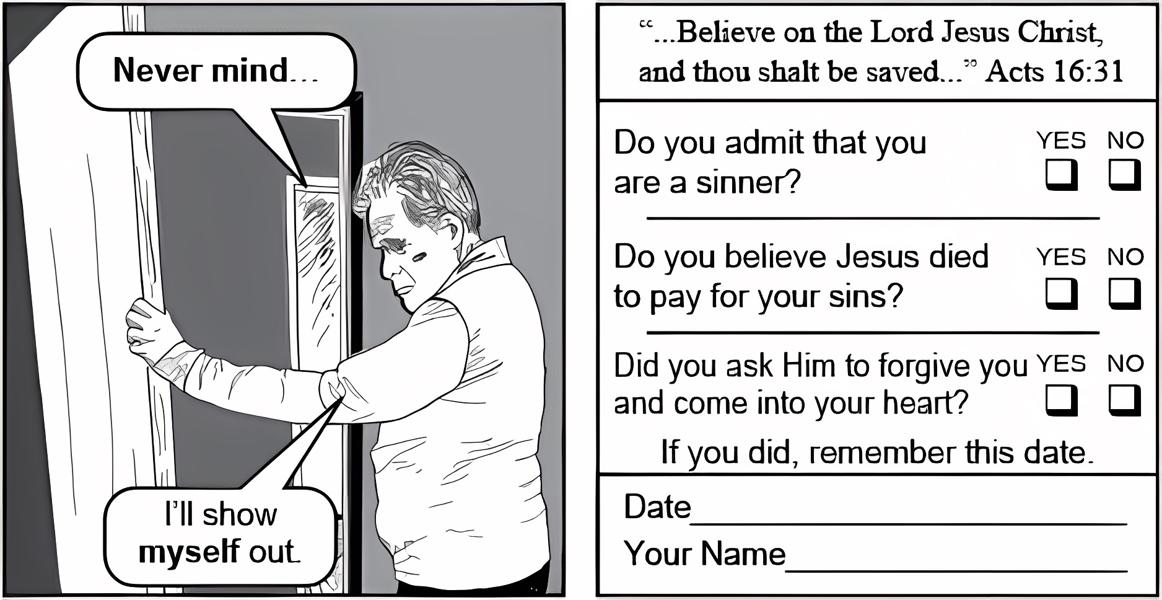 Never mind...
I'll show
myself out.
“...Believe on the Lord Jesus Christ,
and thou shalt be saved...” Acts 16:31
Do you admit that you
are a sinner?
YES NO
Do you believe Jesus died
to pay for your sins?
YES NO
Did you ask Him to forgive you
and come into your heart?
YES NO
If you did, remember this date.
Date
Your Name